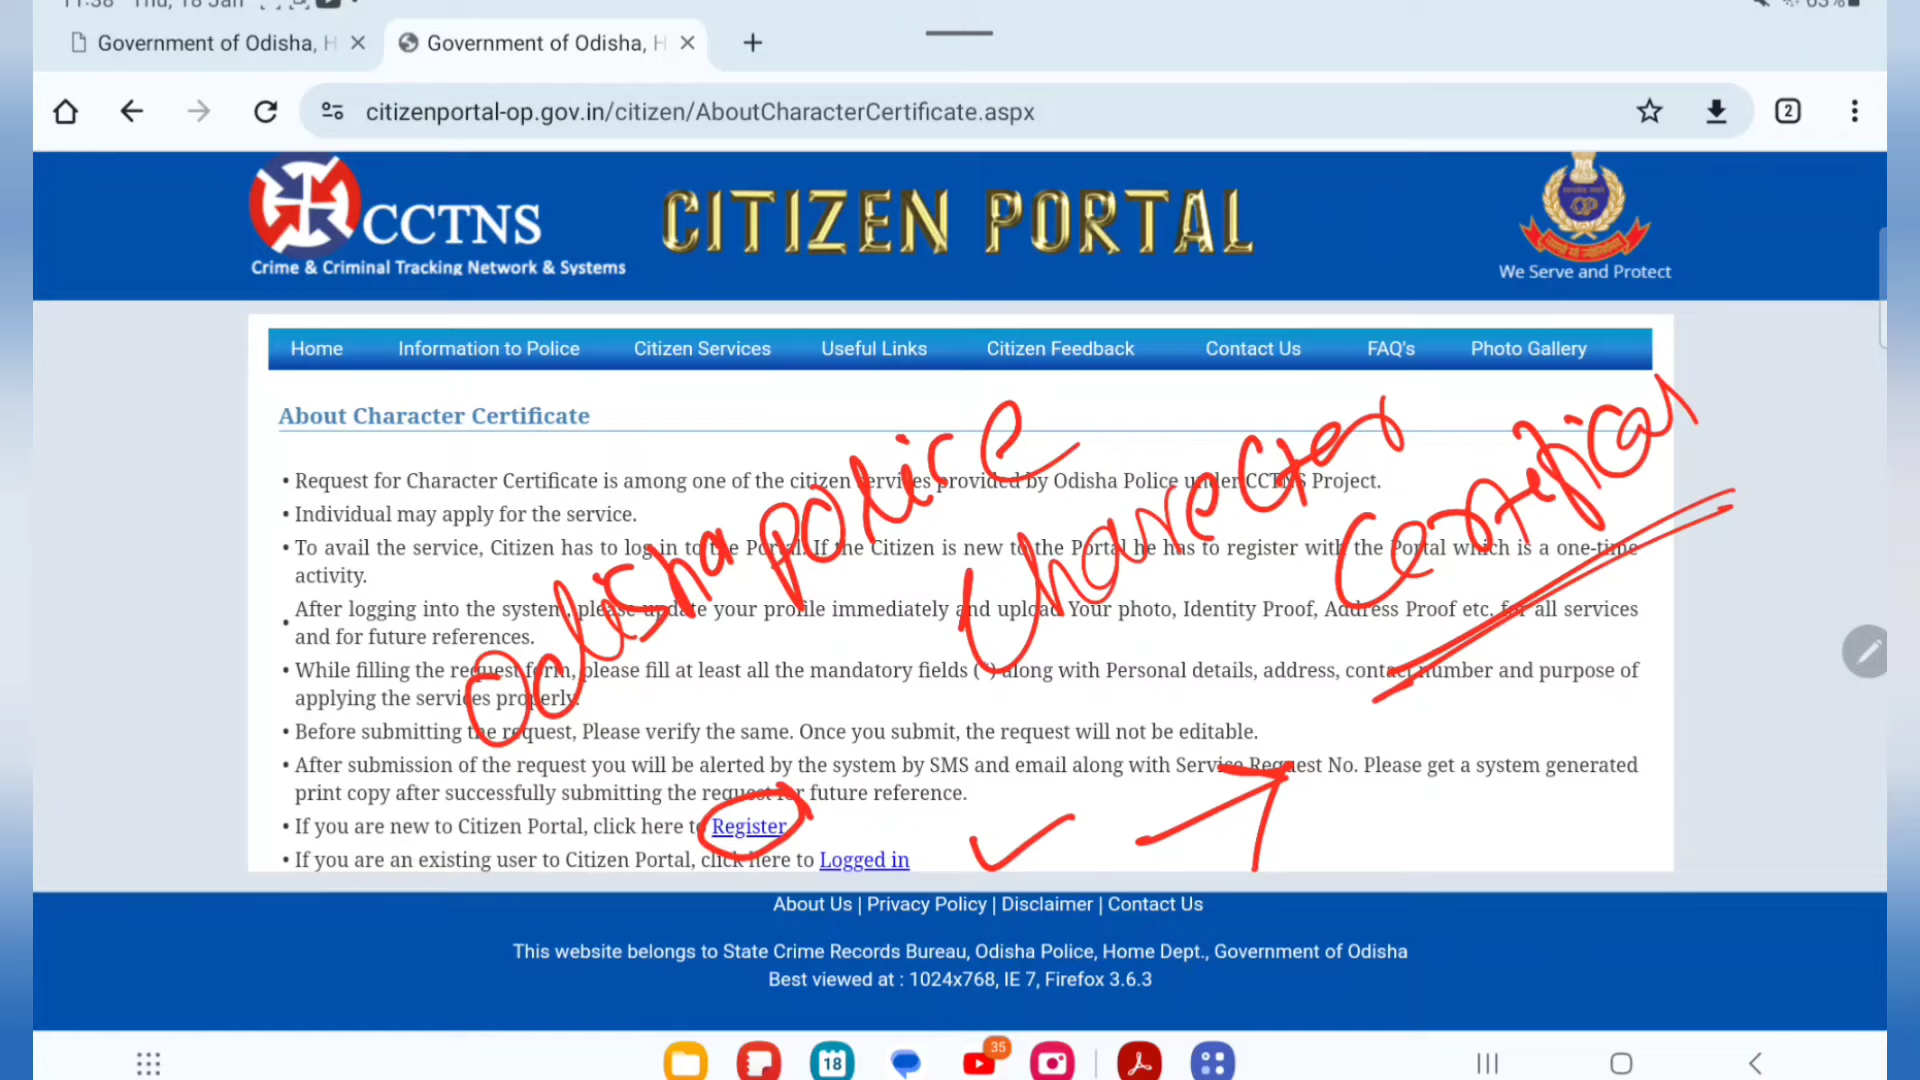 11:38 Thu, 18 Jan 63%
Government of Odisha, H
Government of Odisha, H
citizenportal-op.gov.in/citizen/AboutCharacterCertificate.aspx
2
CCTNS
Crime & Criminal Tracking Network & Systems
CITIZEN PORTAL
We Serve and Protect
Home Information to Police Citizen Services Useful Links Citizen Feedback Contact Us FAQ's Photo Gallery
About Character Certificate
• Request for Character Certificate is among one of the citizen services provided by Odisha Police under CCTNS Project.
• Individual may apply for the service.
• To avail the service, Citizen has to log in to the Portal. If the Citizen is new to the Portal he has to register with the Portal which is a one-time
activity.
• After logging into the system, please update your profile immediately and upload Your photo, Identity Proof, Address Proof etc. for all services
and for future references.
• While filling the request form, please fill at least all the mandatory fields (*) along with Personal details, address, contact number and purpose of
applying the services properly.
• Before submitting the request, Please verify the same. Once you submit, the request will not be editable.
• After submission of the request you will be alerted by the system by SMS and email along with Service Request No. Please get a system generated
print copy after successfully submitting the request for future reference.
• If you are new to Citizen Portal, click here to Register
• If you are an existing user to Citizen Portal, click here to Logged in
Odisha police Charecter Certifical
About Us | Privacy Policy | Disclaimer | Contact Us
This website belongs to State Crime Records Bureau, Odisha Police, Home Dept., Government of Odisha
Best viewed at : 1024x768, IE 7, Firefox 3.6.3
18
35